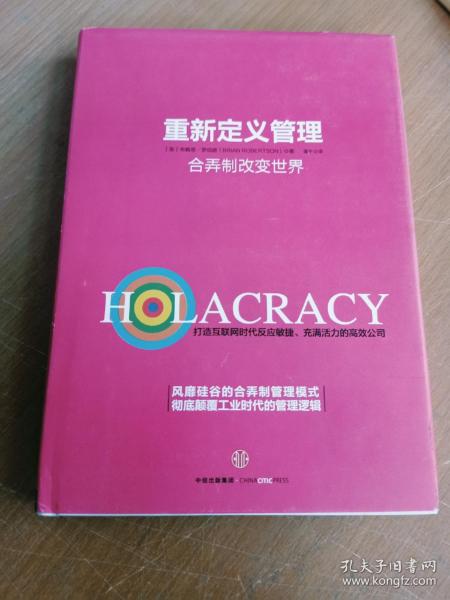 重新定义管理
[美] 布赖恩·罗伯逊 (BRIAN ROBERTSON) ◎著 潘千◎译
合弄制改变世界
HOLACRACY
打造互联网时代反应敏捷、充满活力的高效公司
风靡硅谷的合弄制管理模式
彻底颠覆工业时代的管理逻辑
中信出版集团·CHINACITICPRESS
孔夫子旧书网
www.kongfz.com